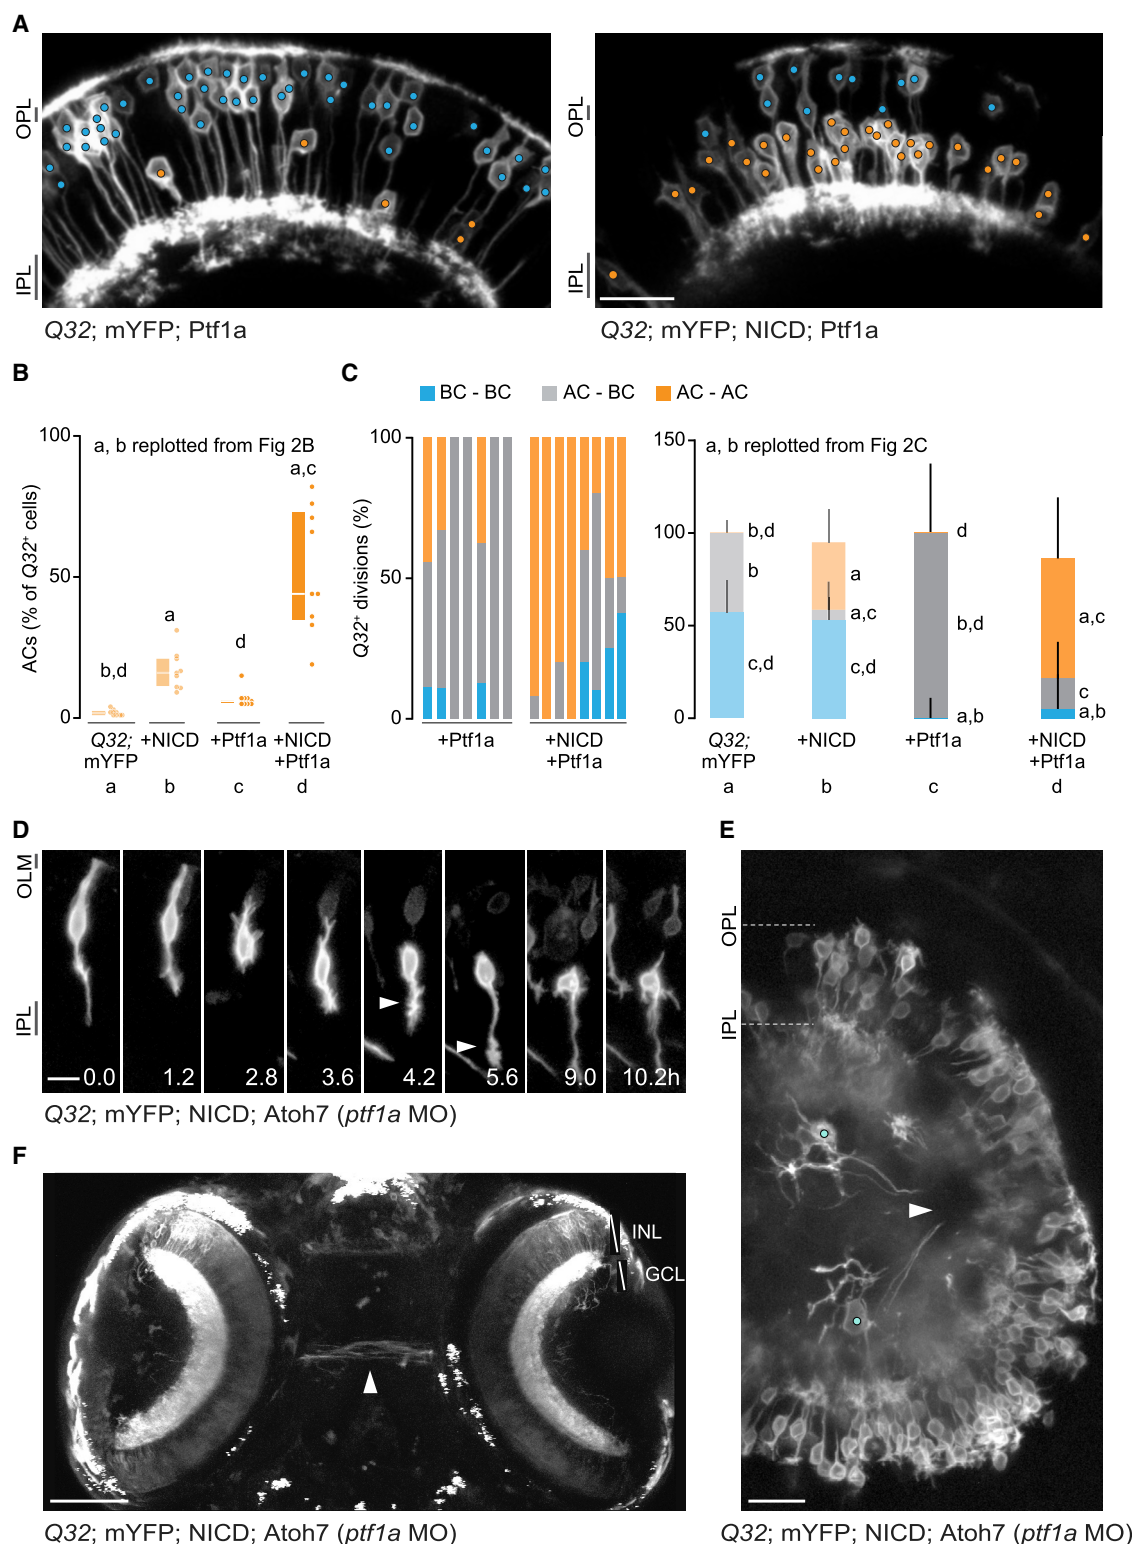 A
OPL
IPL
OPL
IPL
Q32; mYFP; Ptf1a
Q32; mYFP; NICD; Ptf1a
B
ACs (% of Q32+ cells)
100
50
0
a, b replotted from Fig 2B
b,d
a
d
a,c
Q32;
mYFP
+NICD
+Ptf1a
+NICD
+Ptf1a
a
b
c
d
C
BC - BC
AC - BC
AC - AC
Q32+ divisions (%)
100
50
0
+Ptf1a
+NICD
+Ptf1a
150
100
50
0
a, b replotted from Fig 2C
b,d
b
c,d
a
a,c
c,d
d
b,d
a,b
a,c
c
a,b
Q32;
mYFP
+NICD
+Ptf1a
+NICD
+Ptf1a
a
b
c
d
D
OLM
IPL
0.0
1.2
2.8
3.6
4.2
5.6
9.0
10.2h
Q32; mYFP; NICD; Atoh7 (ptf1a MO)
E
OPL
IPL
Q32; mYFP; NICD; Atoh7 (ptf1a MO)
F
INL
GCL
Q32; mYFP; NICD; Atoh7 (ptf1a MO)